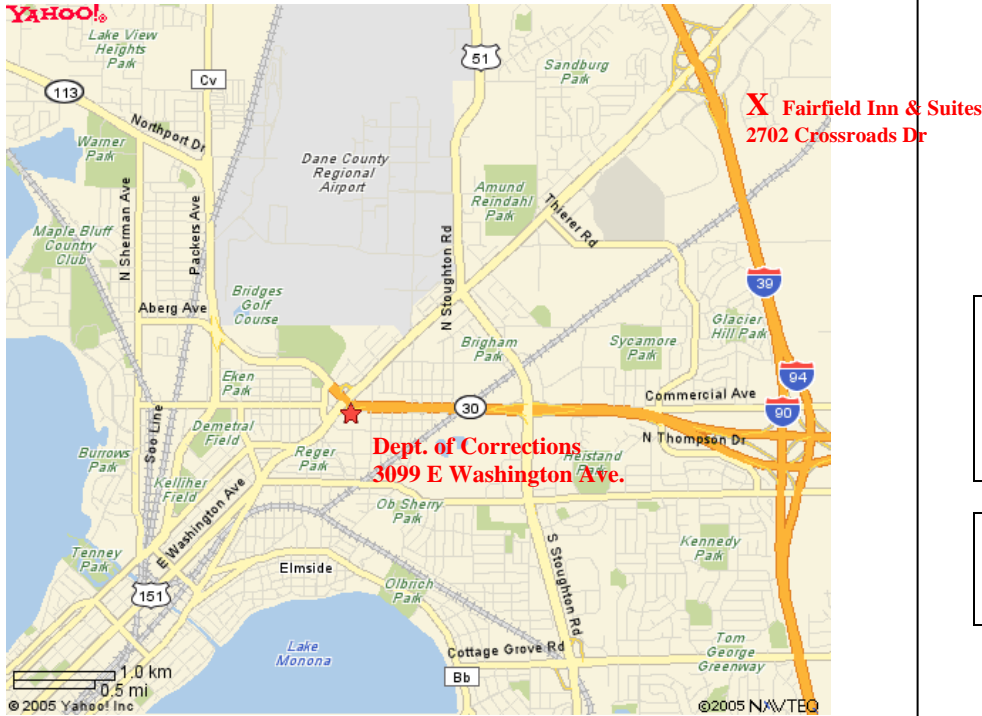 YAHOO!®
Lake View
Heights
Park
51
Sandburg
Park
Cv
113
Northport Dr
X Fairfield Inn & Suites
2702 Crossroads Dr
Warner
Park
Dane County
Regional
Airport
N Sherman Ave
Packers Ave
Amund
Reindahl
Park
Thierer Rd
Maple Bluff
Country
Club
N Stoughton Rd
39
Bridges
Golf
Course
Aberg Ave
Glacier
Hill Park
Brigham
Park
Sycamore
Park
Eken
Park
94
Commercial Ave
30
90
Demetral
Field
N Thompson Dr
Soo Line
Dept. of Corrections
3099 E Washington Ave.
Burrows
Park
Reger
Park
Heistand
Park
Kelliher
Field
E Washington Ave
Ob Sherry
Park
S Stoughton Rd
Kennedy
Park
Tenney
Park
Elmside
Olbrich
Park
151
Lake
Monona
Cottage Grove Rd
Tom
George
Greenway
Bb
1.0 km
0.5 mi
© 2005 Yahoo! Inc
©2005 NAVTEQ